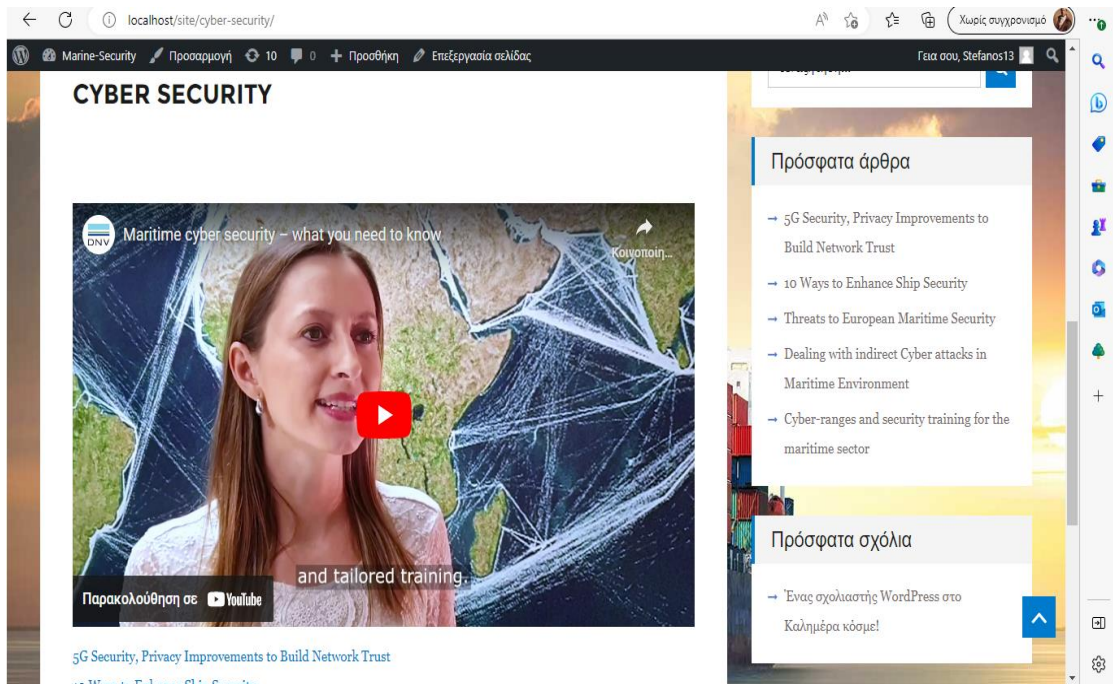 localhost/site/cyber-security/
Χωρίς συγχρονισμό
Marine-Security Προσαρμογή 10 0 Προσθήκη Επεξεργασία σελίδας
Γεια σου, Stefanos13
CYBER SECURITY
DNV
Maritime cyber security – what you need to know
Κοινοποίη...
and tailored training.
Παρακολούθηση σε YouTube
5G Security, Privacy Improvements to Build Network Trust
Πρόσφατα άρθρα
→ 5G Security, Privacy Improvements to
Build Network Trust
→ 10 Ways to Enhance Ship Security
→ Threats to European Maritime Security
→ Dealing with indirect Cyber attacks in
Maritime Environment
→ Cyber-ranges and security training for the
maritime sector
Πρόσφατα σχόλια
→ Ένας σχολιαστής WordPress στο
Καλημέρα κόσμε!